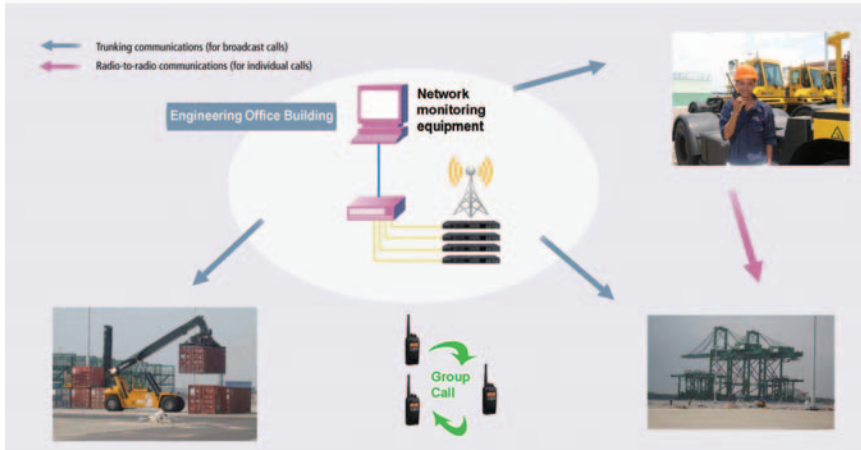 Trunking communications (for broadcast calls)
Radio-to-radio communications (for individual calls)
Engineering Office Building
Network
monitoring
equipment
Group
Call